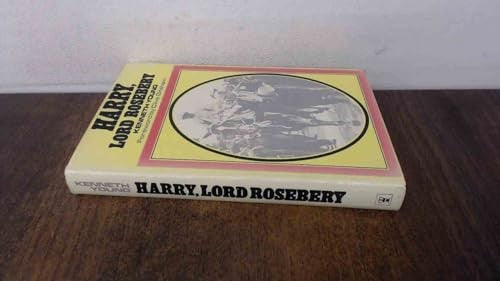 HARRY,
LORD ROSEBERY
KENNETH YOUNG
KENNETH
YOUNG
HARRY, LORD ROSEBERY